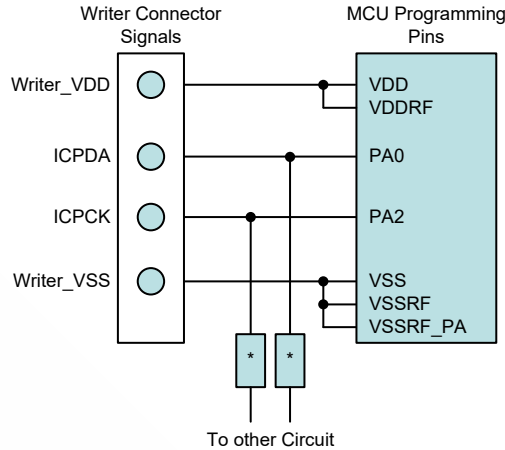 Writer Connector
Signals
MCU Programming
Pins
Writer_VDD
VDD
VDDRF
ICPDA
PA0
ICPCK
PA2
Writer_VSS
VSS
VSSRF
VSSRF_PA
* *
To other Circuit